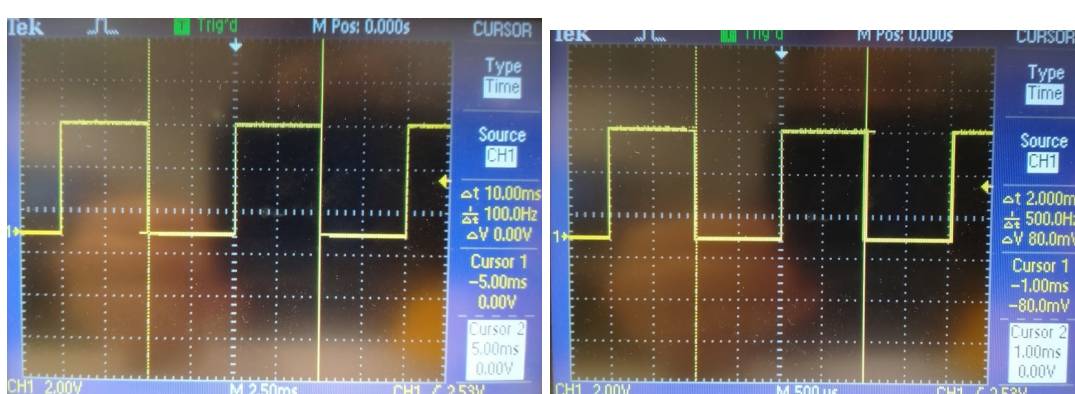 Tek Trig'd M Pos: 0.000s CURSOR
Type
Time
Source
CH1
Δt 10.00ms
1/Δt 100.0Hz
ΔV 0.00V
Cursor 1
-5.00ms
0.00V
Cursor 2
5.00ms
0.00V
1
CH1 2.00V M 2.50ms CH1 2.53V
Tek Trig'd M Pos: 0.000s CURSOR
Type
Time
Source
CH1
Δt 2.000m
1/Δt 500.0Hz
ΔV 80.0mV
Cursor 1
-1.00ms
-80.0mV
Cursor 2
1.00ms
0.00V
1
CH1 2.00V M 500us CH1 2.53V